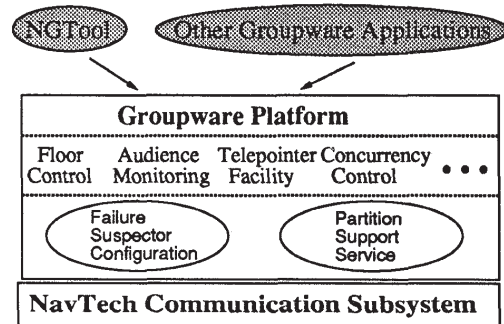 NGTool
Other Groupware Applications
Groupware Platform
Floor Control
Audience Monitoring
Telepointer Facility
Concurrency Control
• • •
Failure
Suspector
Configuration
Partition
Support
Service
NavTech Communication Subsystem